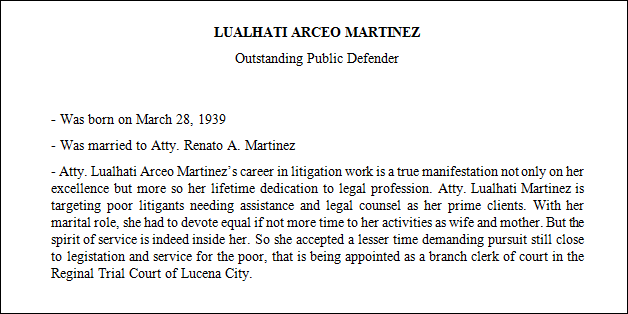 LUALHATI ARCEO MARTINEZ
Outstanding Public Defender
- Was born on March 28, 1939
- Was married to Atty. Renato A. Martinez
- Atty. Lualhati Arceo Martinez's career in litigation work is a true manifestation not only on her
excellence but more so her lifetime dedication to legal profession. Atty. Lualhati Martinez is
targeting poor litigants needing assistance and legal counsel as her prime clients. With her
marital role, she had to devote equal if not more time to her activities as wife and mother. But the
spirit of service is indeed inside her. So she accepted a lesser time demanding pursuit still close
to legistation and service for the poor, that is being appointed as a branch clerk of court in the
Reginal Trial Court of Lucena City.